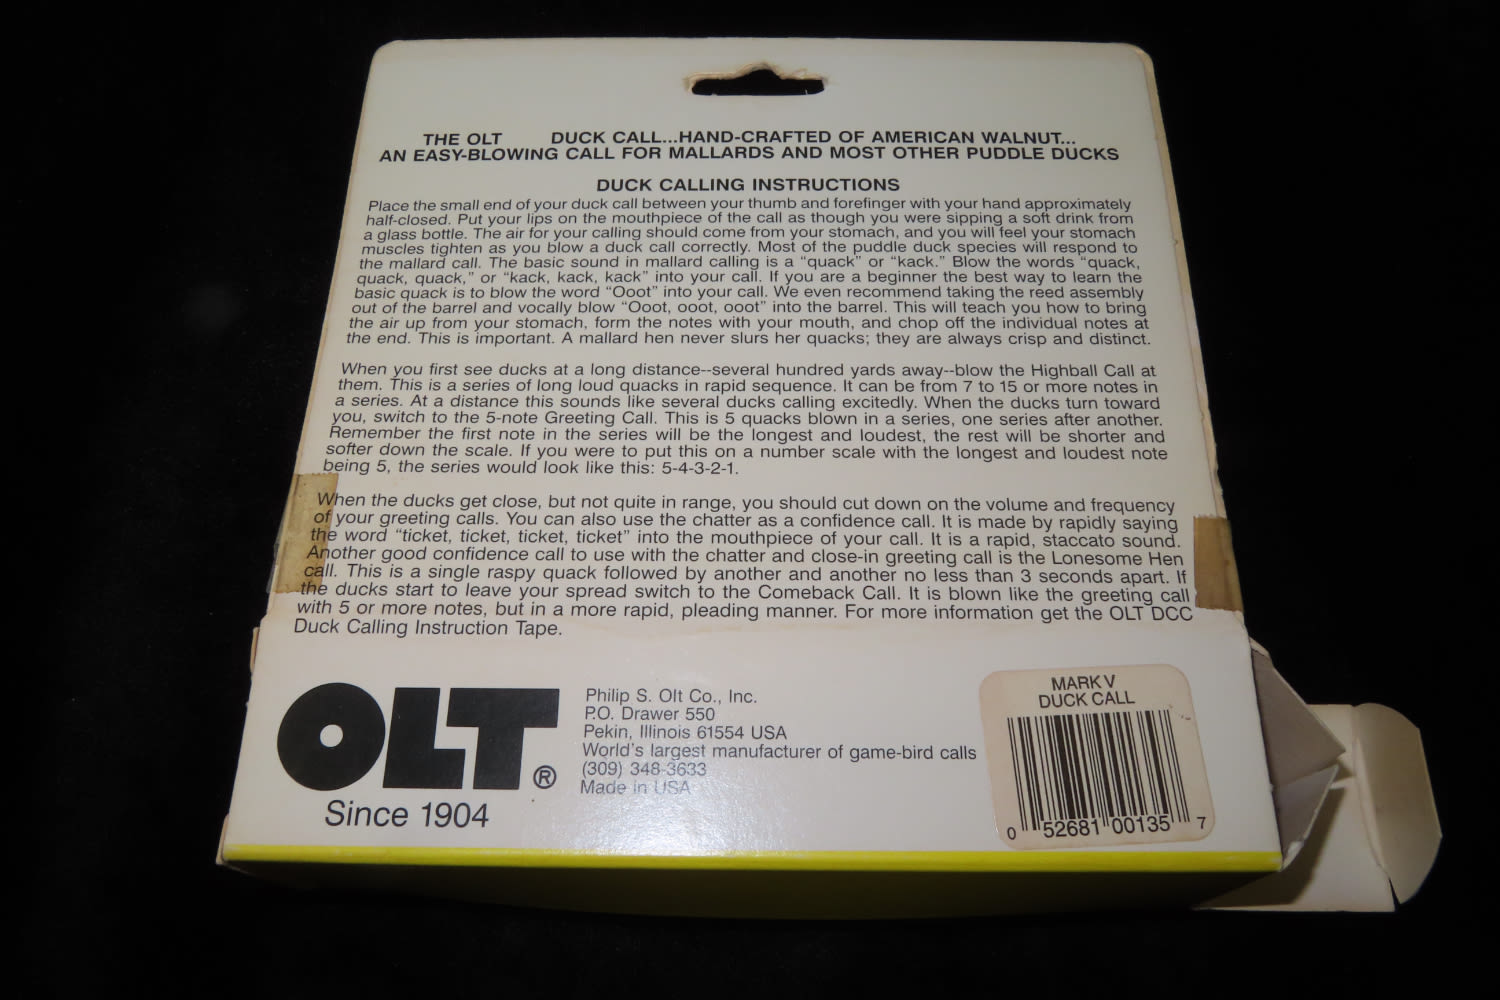 THE OLT DUCK CALL...HAND-CRAFTED OF AMERICAN WALNUT...
AN EASY-BLOWING CALL FOR MALLARDS AND MOST OTHER PUDDLE DUCKS
DUCK CALLING INSTRUCTIONS
Place the small end of your duck call between your thumb and forefinger with your hand approximately
half-closed. Put your lips on the mouthpiece of the call as though you were sipping a soft drink from
a glass bottle. The air for your calling should come from your stomach, and you will feel your stomach
muscles tighten as you blow a duck call correctly. Most of the puddle duck species will respond to
the mallard call. The basic sound in mallard calling is a “quack” or “kack.” Blow the words “quack,
quack, quack,” or “kack, kack, kack” into your call. If you are a beginner the best way to learn the
basic quack is to blow the word “Ooot” into your call. We even recommend taking the reed assembly
out of the barrel and vocally blow “Ooot, ooot, ooot” into the barrel. This will teach you how to bring
the air up from your stomach, form the notes with your mouth, and chop off the individual notes at
the end. This is important. A mallard hen never slurs her quacks; they are always crisp and distinct.
When you first see ducks at a long distance--several hundred yards away--blow the Highball Call at
them. This is a series of long loud quacks in rapid sequence. It can be from 7 to 15 or more notes in
a series. At a distance this sounds like several ducks calling excitedly. When the ducks turn toward
you, switch to the 5-note Greeting Call. This is 5 quacks blown in a series, one series after another.
Remember the first note in the series will be the longest and loudest, the rest will be shorter and
softer down the scale. If you were to put this on a number scale with the longest and loudest note
being 5, the series would look like this: 5-4-3-2-1.
When the ducks get close, but not quite in range, you should cut down on the volume and frequency
of your greeting calls. You can also use the chatter as a confidence call. It is made by rapidly saying
the word “ticket, ticket, ticket, ticket” into the mouthpiece of your call. It is a rapid, staccato sound.
Another good confidence call to use with the chatter and close-in greeting call is the Lonesome Hen
call. This is a single raspy quack followed by another and another no less than 3 seconds apart. If
the ducks start to leave your spread switch to the Comeback Call. It is blown like the greeting call
with 5 or more notes, but in a more rapid, pleading manner. For more information get the OLT DCC
Duck Calling Instruction Tape.
OLT®
Since 1904
Philip S. Olt Co., Inc.
P.O. Drawer 550
Pekin, Illinois 61554 USA
World's largest manufacturer of game-bird calls
(309) 348-3633
Made in USA
MARK V
DUCK CALL
0 52681 00135 7